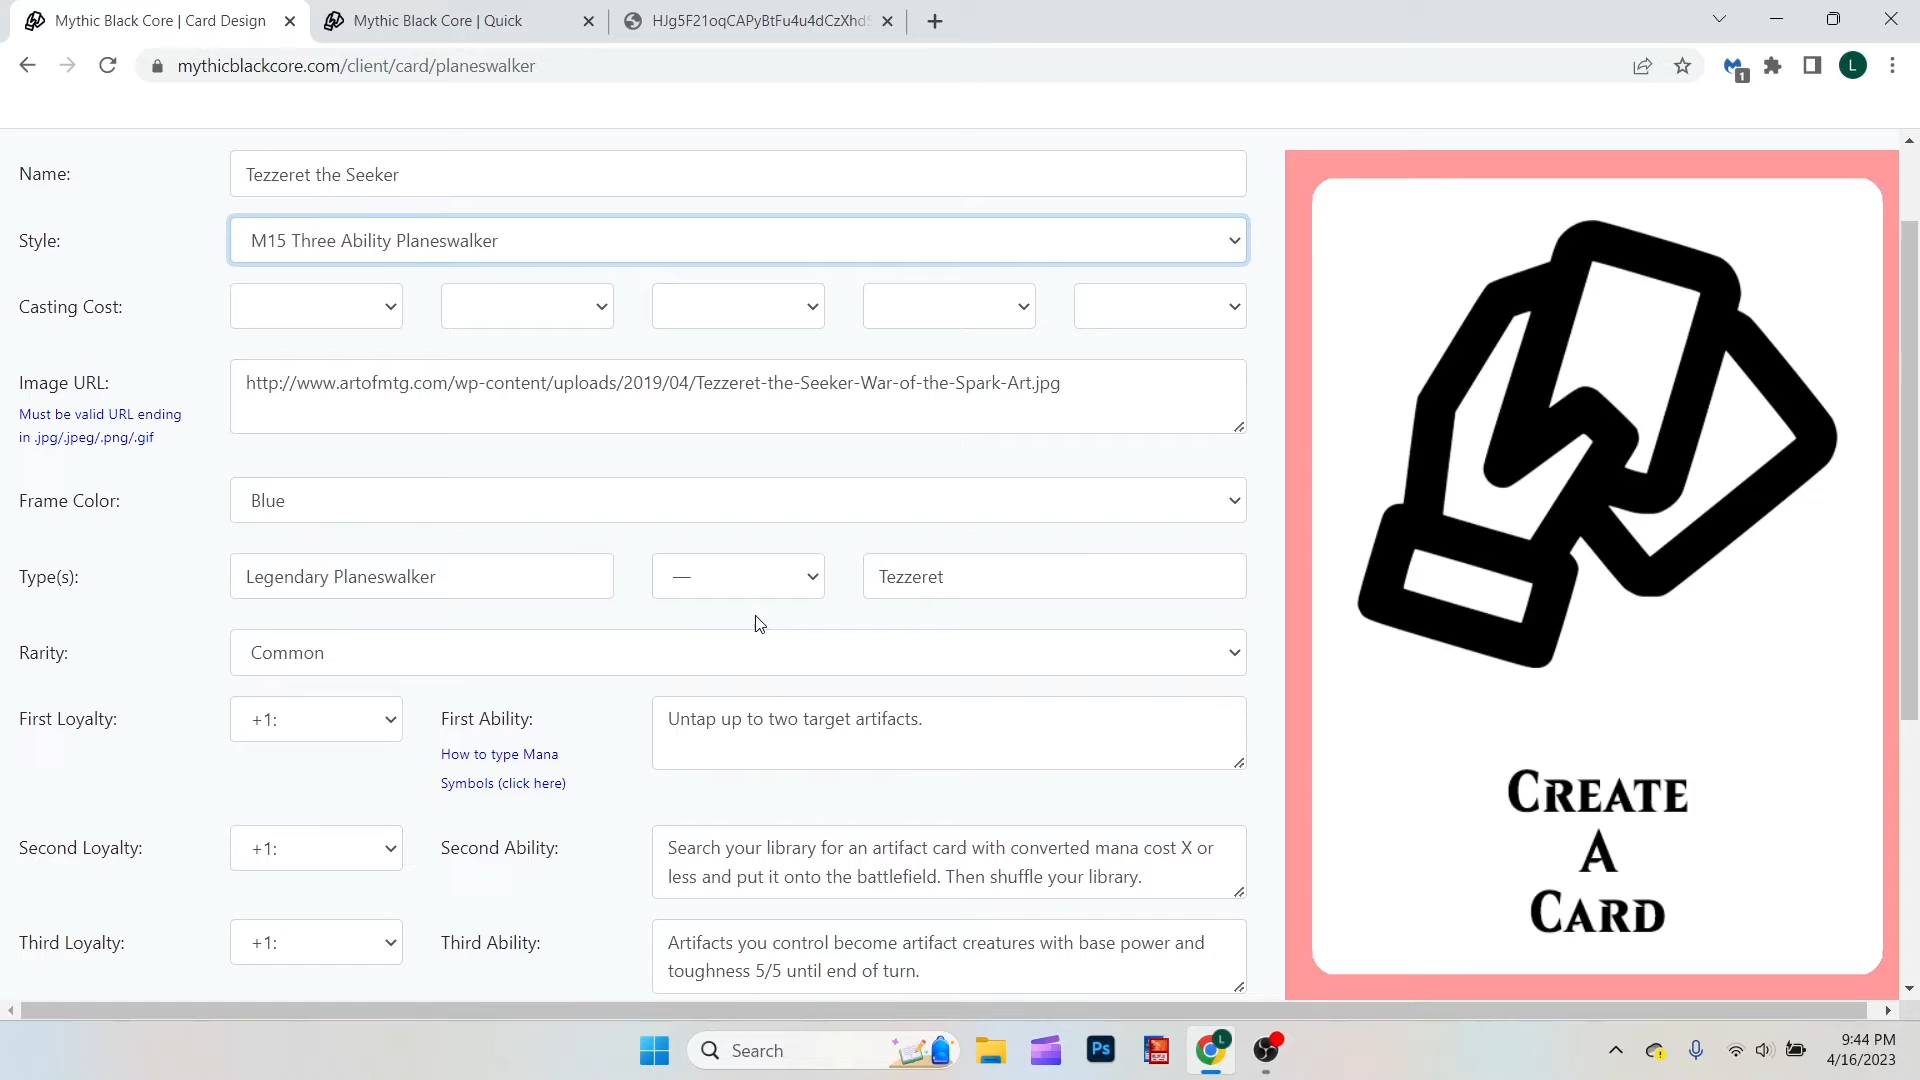 Mythic Black Core | Card Design
Mythic Black Core | Quick
HJg5F21oqCAPyBtFu4u4dCzXhd
mythicblackcore.com/client/card/planeswalker
1
L
Name:
Tezzeret the Seeker
Style:
M15 Three Ability Planeswalker
Casting Cost:
Image URL:
http://www.artofmtg.com/wp-content/uploads/2019/04/Tezzeret-the-Seeker-War-of-the-Spark-Art.jpg
Must be valid URL ending
in .jpg/.jpeg/.png/.gif
Frame Color:
Blue
Type(s):
Legendary Planeswalker
—
Tezzeret
Rarity:
Common
First Loyalty:
+1:
First Ability:
Untap up to two target artifacts.
How to type Mana
Symbols (click here)
Second Loyalty:
+1:
Second Ability:
Search your library for an artifact card with converted mana cost X or
less and put it onto the battlefield. Then shuffle your library.
Third Loyalty:
+1:
Third Ability:
Artifacts you control become artifact creatures with base power and
toughness 5/5 until end of turn.
Create
A
Card
Search
Ps
L
9:44 PM
4/16/2023